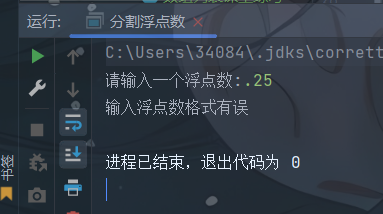 运行:
分割浮点数
C:\Users\34084\.jdks\corrett
请输入一个浮点数:.25
输入浮点数格式有误
进程已结束，退出代码为 0
书签